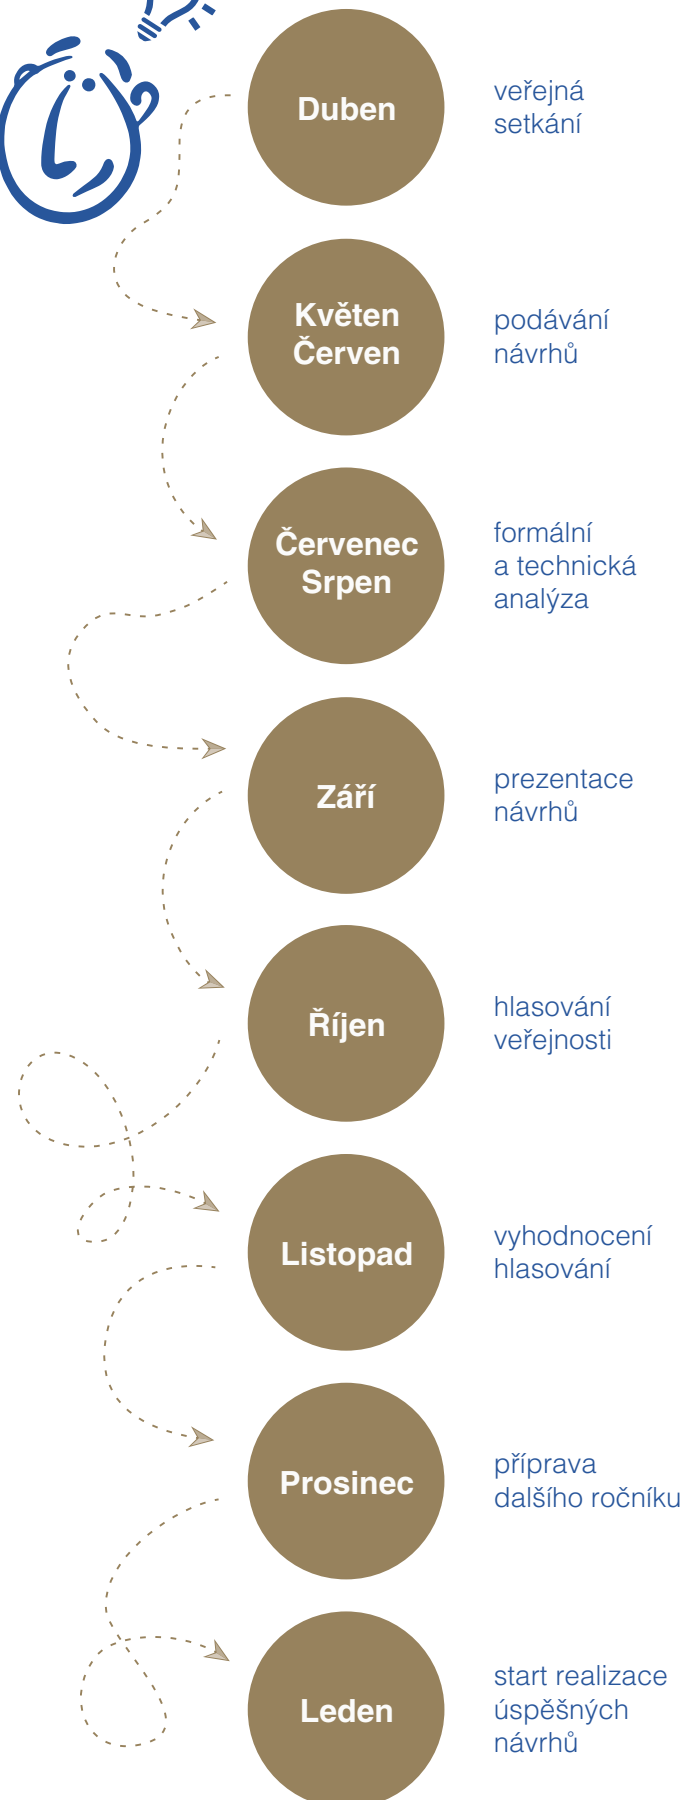 Duben
veřejná
setkání
Květen
Červen
podávání
návrhů
Červenec
Srpen
formální
a technická
analýza
Září
prezentace
návrhů
Říjen
hlasování
veřejnosti
Listopad
vyhodnocení
hlasování
Prosinec
příprava
dalšího ročníku
Leden
start realizace
úspěšných
návrhů